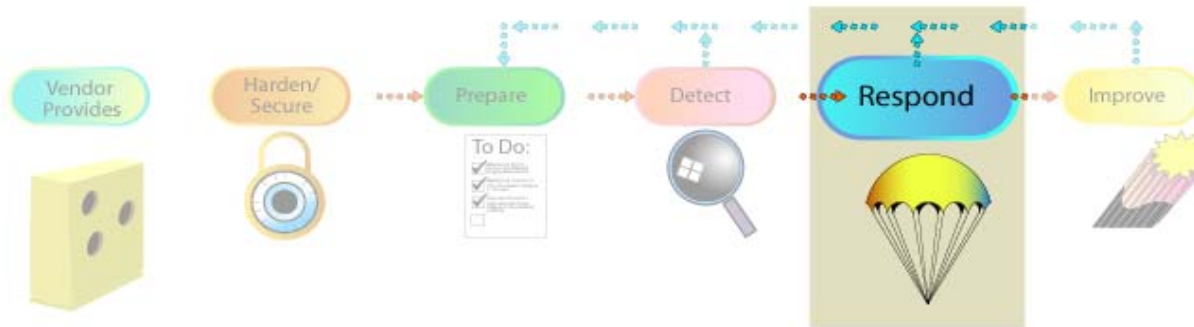 Vendor
Provides
Harden/
Secure
Prepare
Detect
Respond
Improve
To Do: